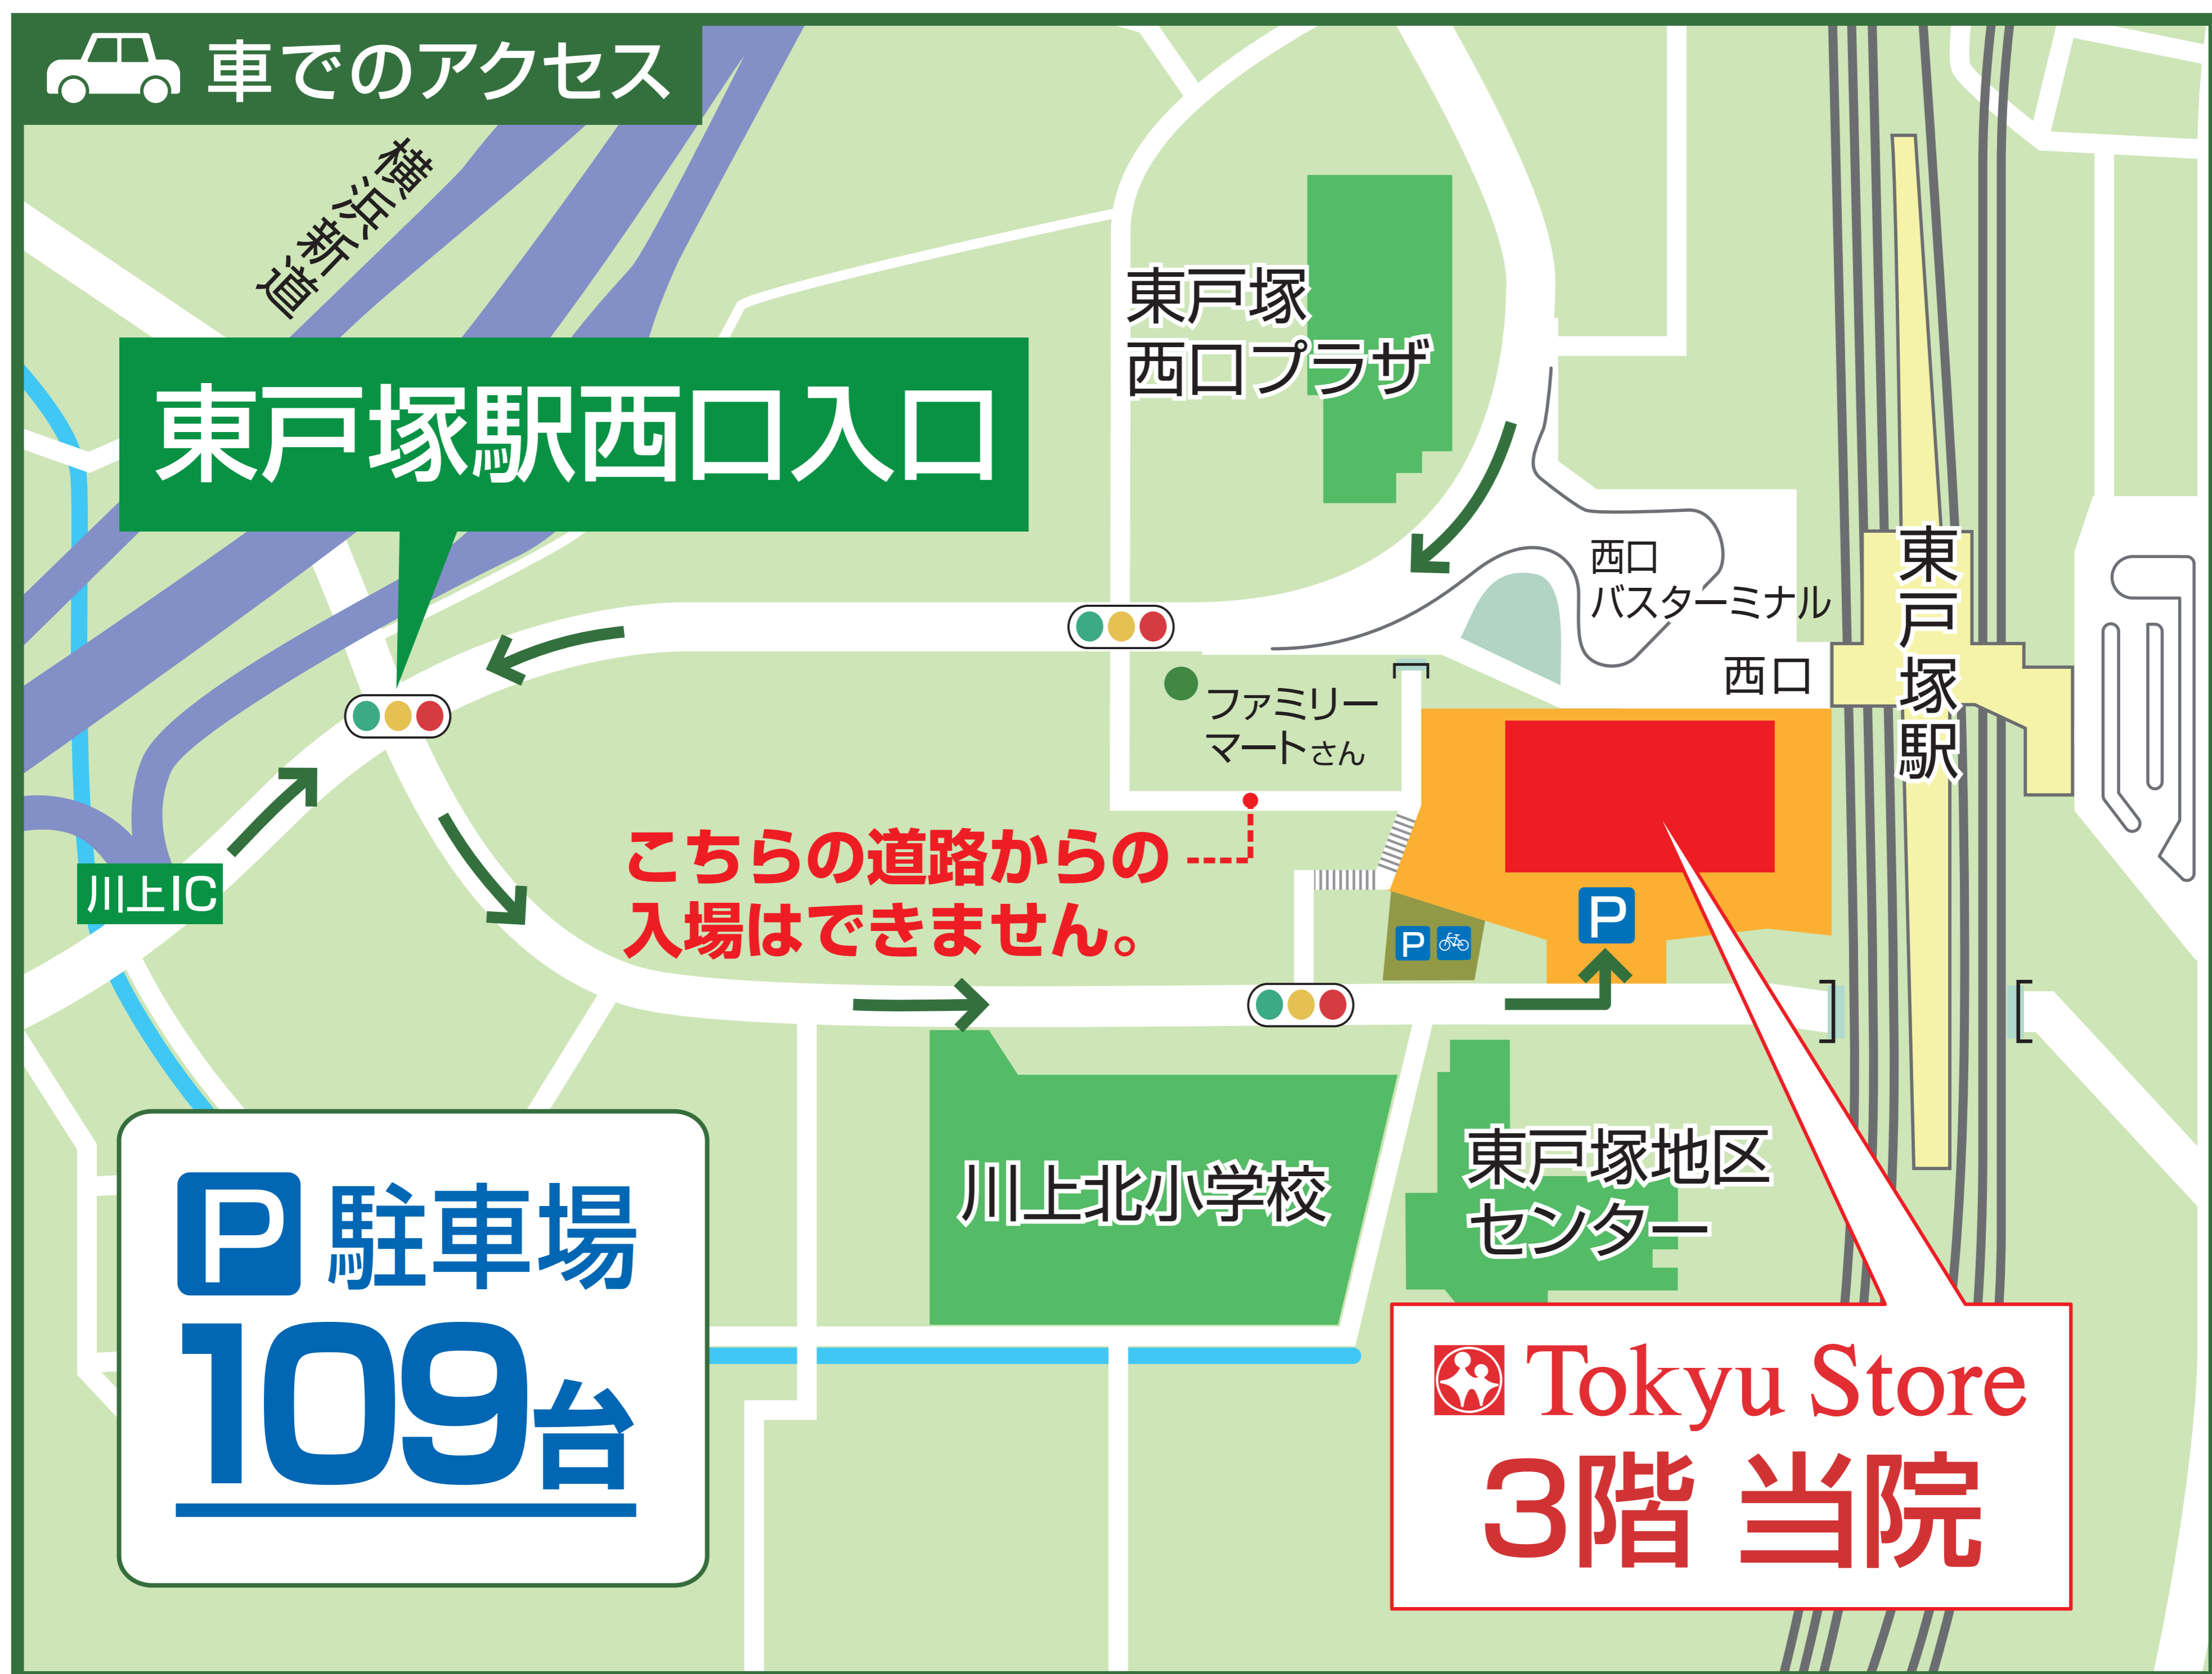 車でのアクセス
横浜新道
東戸塚
西口プラザ
東戸塚駅西口入口
西口
バスターミナル
東戸塚駅
西口
ファミリー
マートさん
こちらの道路からの
入場はできません。
川上IC
P
P
川上北小学校
東戸塚地区
センター
P 駐車場
109台
Tokyu Store
3階 当院